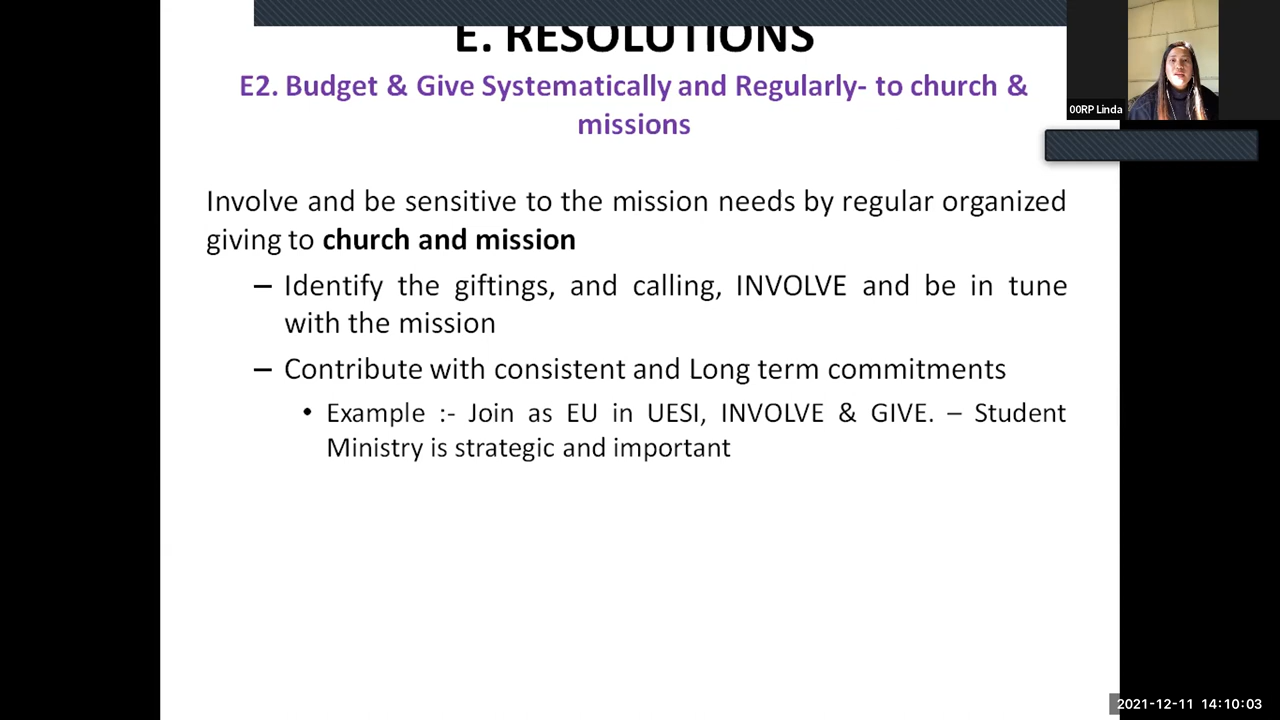 E. RESOLUTIONS
E2. Budget & Give Systematically and Regularly- to church &
missions
00RP Linda
Involve and be sensitive to the mission needs by regular organized
giving to church and mission
– Identify the giftings, and calling, INVOLVE and be in tune
with the mission
– Contribute with consistent and Long term commitments
• Example :- Join as EU in UESI, INVOLVE & GIVE. – Student
Ministry is strategic and important
2021-12-11 14:10:03